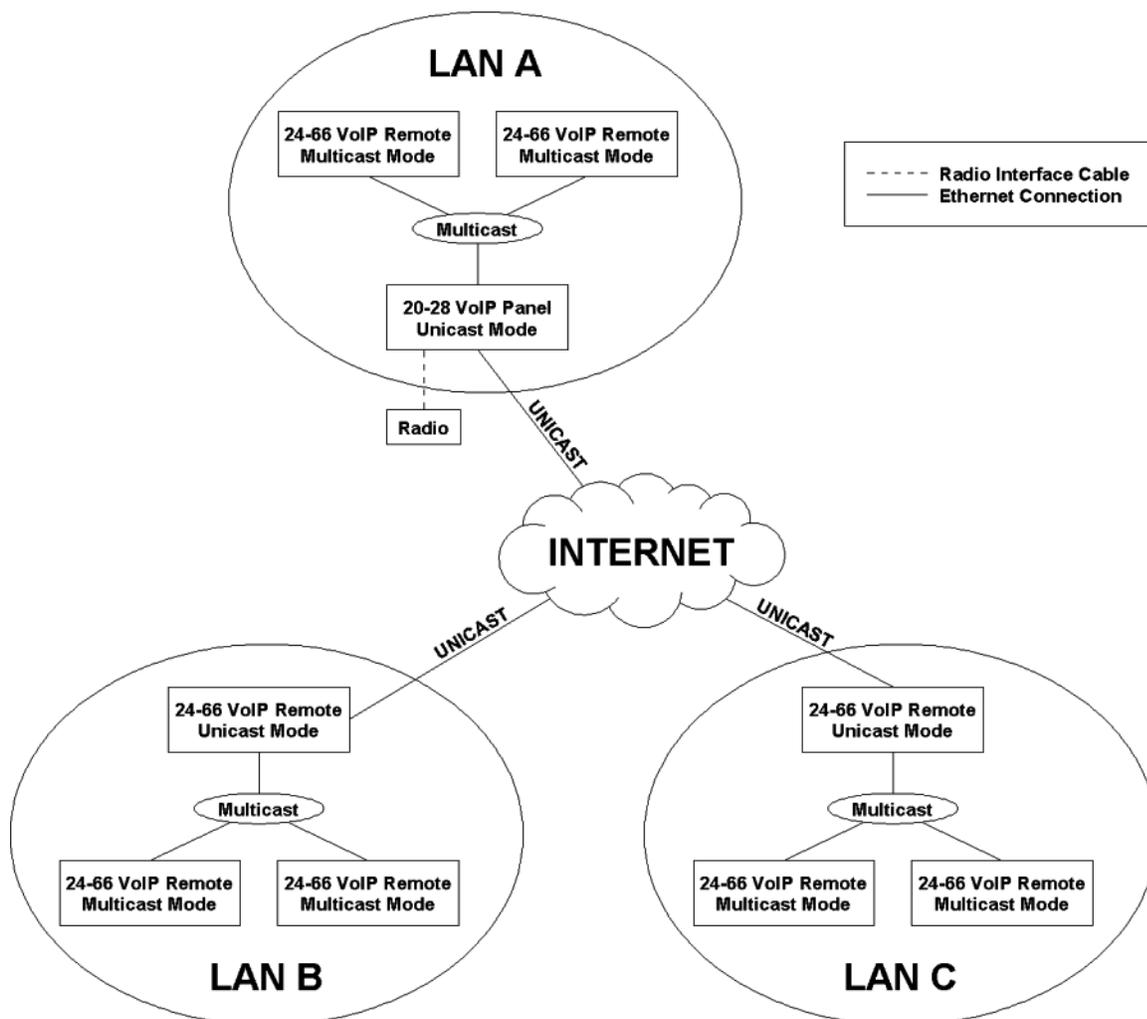 LAN A
24-66 VoIP Remote
Multicast Mode
24-66 VoIP Remote
Multicast Mode
Radio Interface Cable
Ethernet Connection
Multicast
20-28 VoIP Panel
Unicast Mode
Radio
UNICAST
INTERNET
UNICAST
UNICAST
24-66 VoIP Remote
Unicast Mode
Multicast
24-66 VoIP Remote
Multicast Mode
24-66 VoIP Remote
Multicast Mode
LAN B
24-66 VoIP Remote
Unicast Mode
Multicast
24-66 VoIP Remote
Multicast Mode
24-66 VoIP Remote
Multicast Mode
LAN C